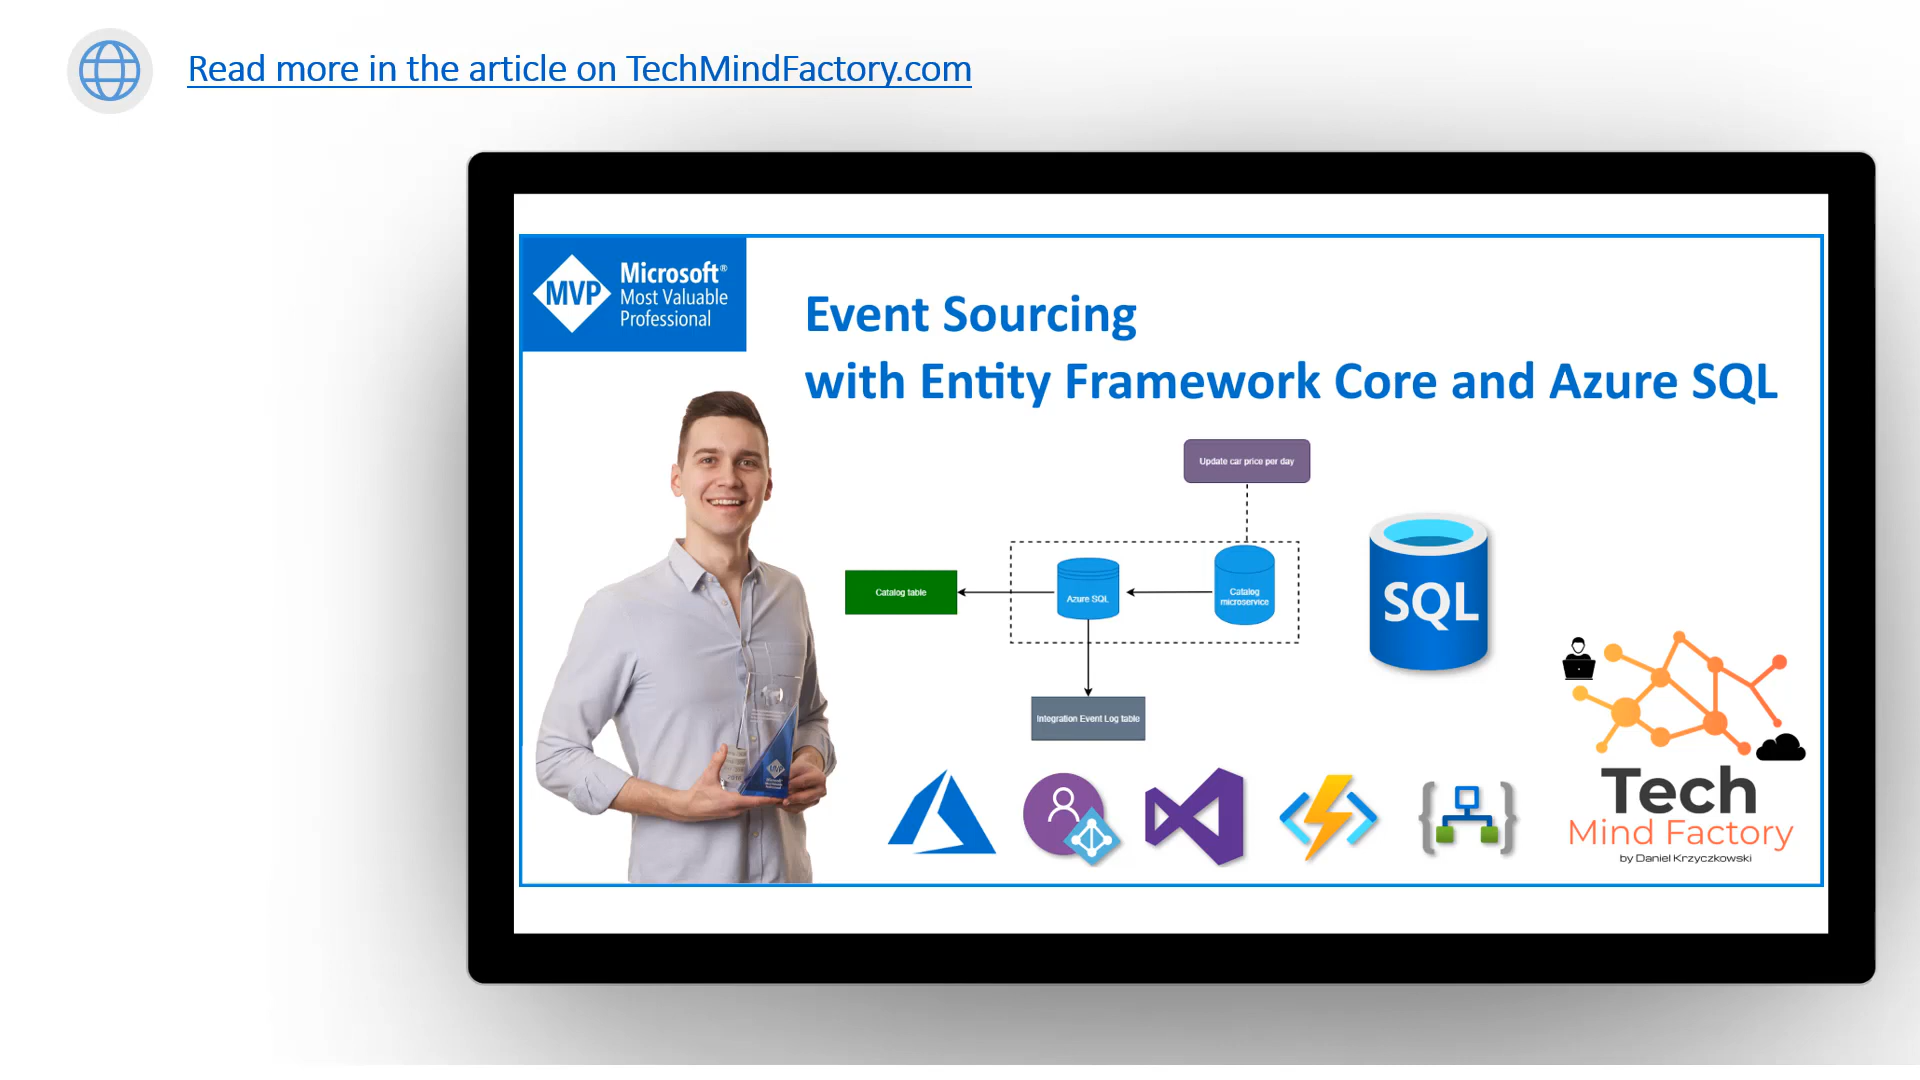 Read more in the article on TechMindFactory.com
MVP
Microsoft®
Most Valuable
Professional
Event Sourcing
with Entity Framework Core and Azure SQL
Update car price per day
Catalog table
Azure SQL
Catalog
microservice
SQL
Integration Event Log table
MVP
Tech
Mind Factory
by Daniel Krzyczkowski